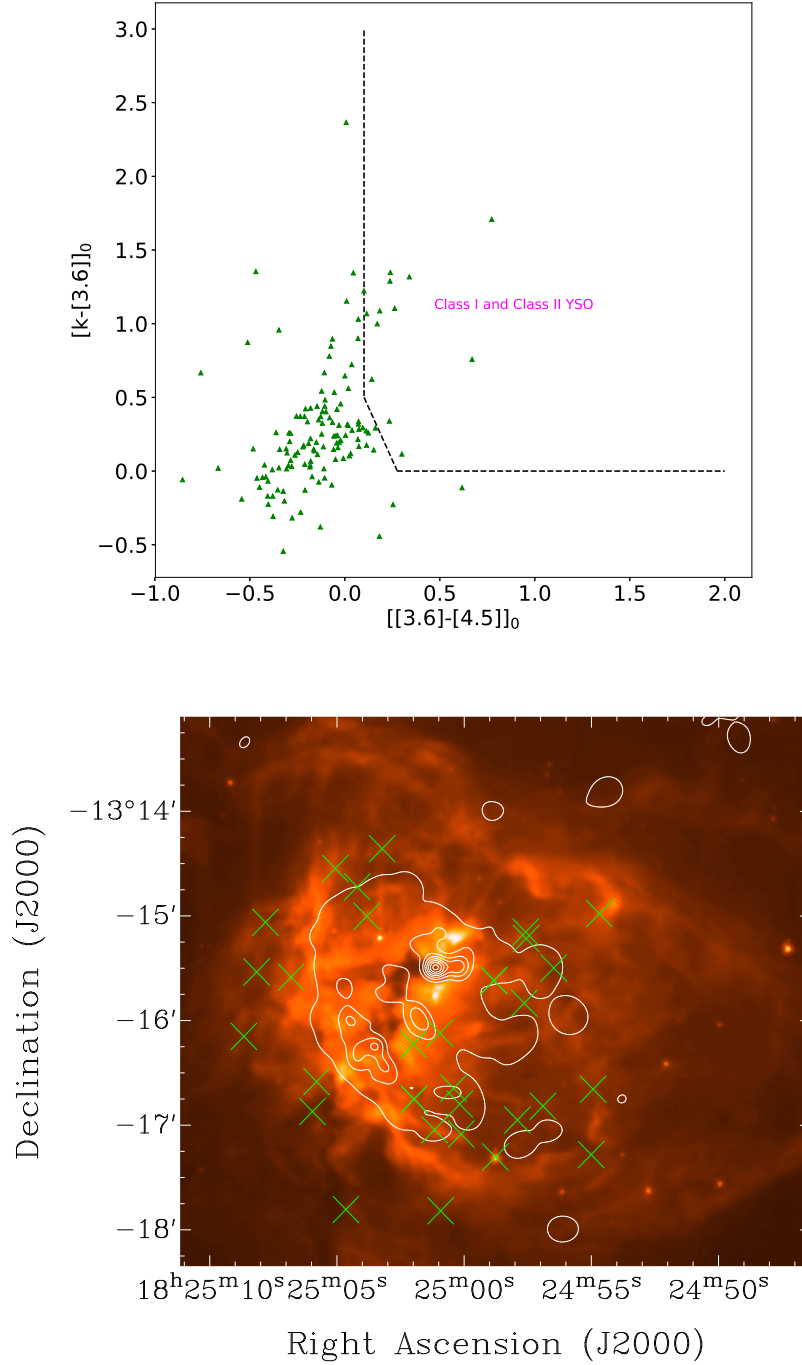 3.0
2.5
2.0
1.5
1.0
0.5
0.0
−0.5
[k-[3.6]]₀
Class I and Class II YSO
−1.0 −0.5 0.0 0.5 1.0 1.5 2.0
[[3.6]-[4.5]]₀
−13°14′
−15′
−16′
−17′
−18′
Declination (J2000)
18ʰ25ᵐ10ˢ 25ᵐ05ˢ 25ᵐ00ˢ 24ᵐ55ˢ 24ᵐ50ˢ
Right Ascension (J2000)